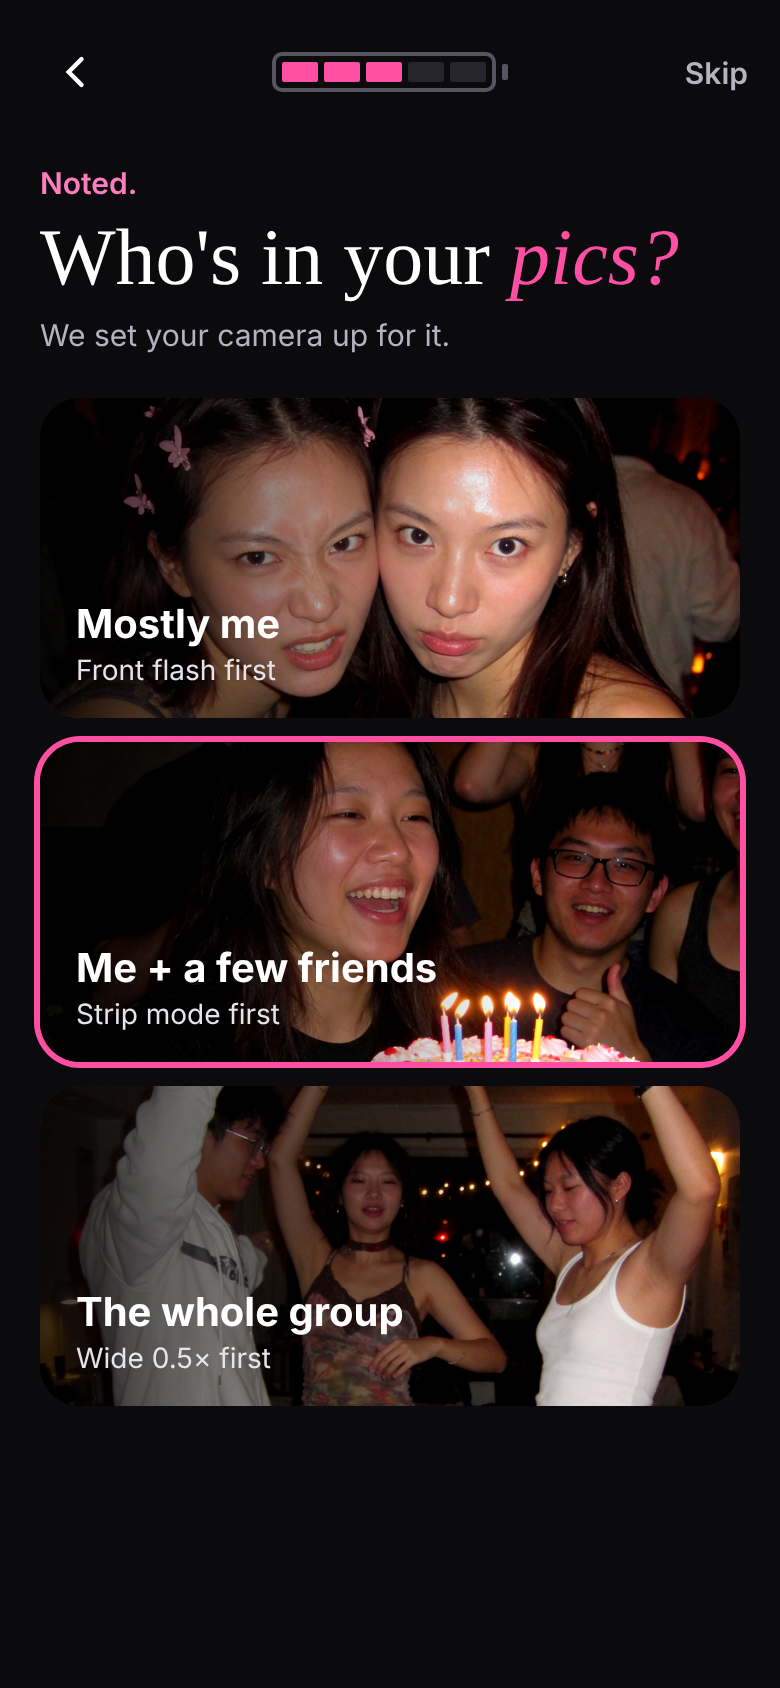 Skip
Noted.
Who's in your pics?
We set your camera up for it.
Mostly me
Front flash first
Me + a few friends
Strip mode first
The whole group
Wide 0.5× first